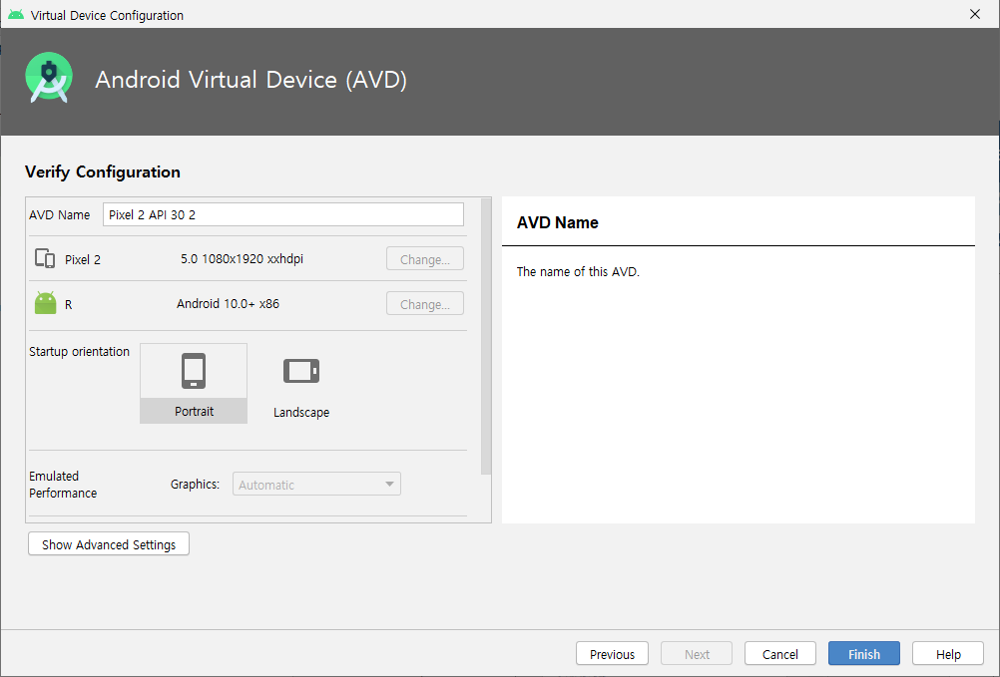 Virtual Device Configuration
Android Virtual Device (AVD)
Verify Configuration
AVD Name Pixel 2 API 30 2
Pixel 2 5.0 1080x1920 xxhdpi Change...
R Android 10.0+ x86 Change...
Startup orientation
Portrait Landscape
Emulated
Performance
Graphics: Automatic
Show Advanced Settings
AVD Name
The name of this AVD.
Previous Next Cancel Finish Help